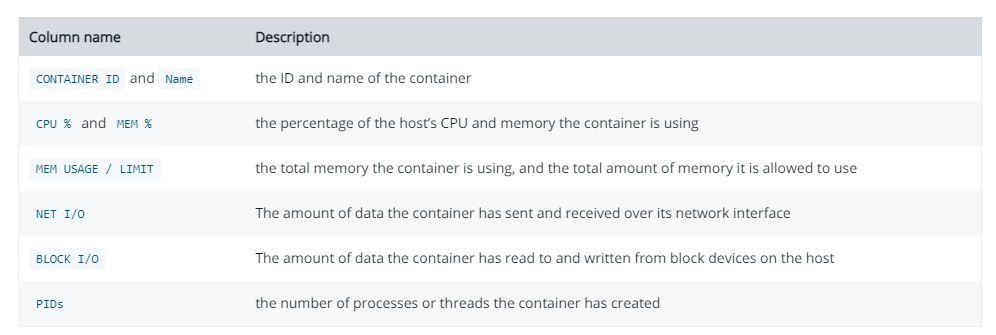 Column name Description
CONTAINER ID and Name the ID and name of the container
CPU % and MEM % the percentage of the host’s CPU and memory the container is using
MEM USAGE / LIMIT the total memory the container is using, and the total amount of memory it is allowed to use
NET I/O The amount of data the container has sent and received over its network interface
BLOCK I/O The amount of data the container has read to and written from block devices on the host
PIDs the number of processes or threads the container has created